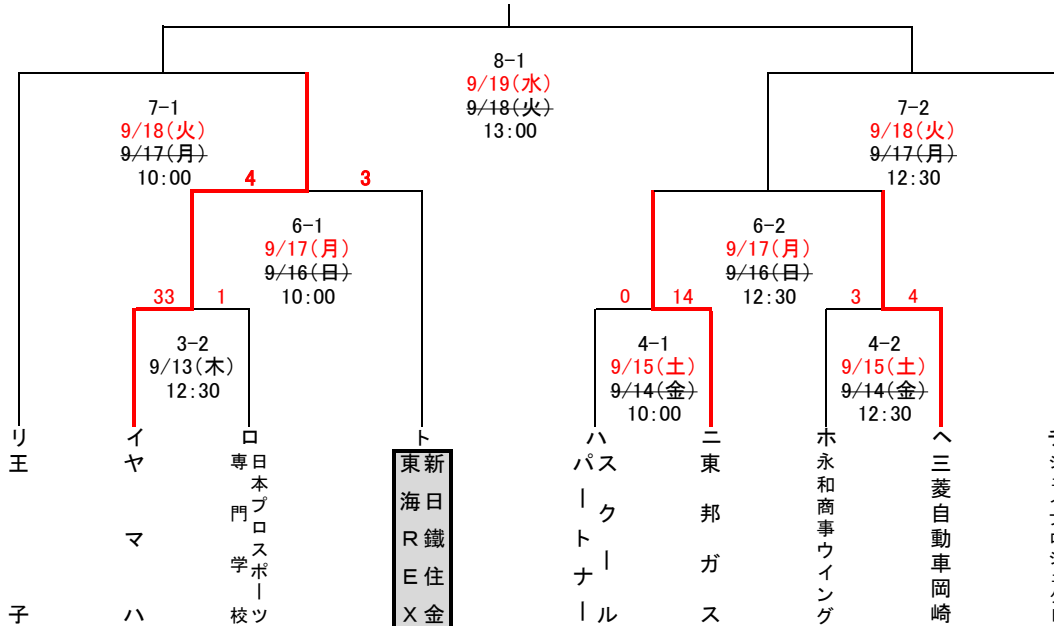 8-1
9/19(水)
9/18(火)
13:00
7-1
9/18(火)
9/17(月)
10:00
7-2
9/18(火)
9/17(月)
12:30
4
3
6-1
9/17(月)
9/16(日)
10:00
6-2
9/17(月)
9/16(日)
12:30
33
1
0
14
3
4
3-2
9/13(木)
12:30
4-1
9/15(土)
9/14(金)
10:00
4-2
9/15(土)
9/14(金)
12:30
リ
王子
イ
ヤマハ
ロ
日本プロスポーツ
専門学校
ト
新日鐵住金
東海REX
ハ
スクール
パートナー
ニ
東邦ガス
ホ
永和商事ウイング
ヘ
三菱自動車岡崎